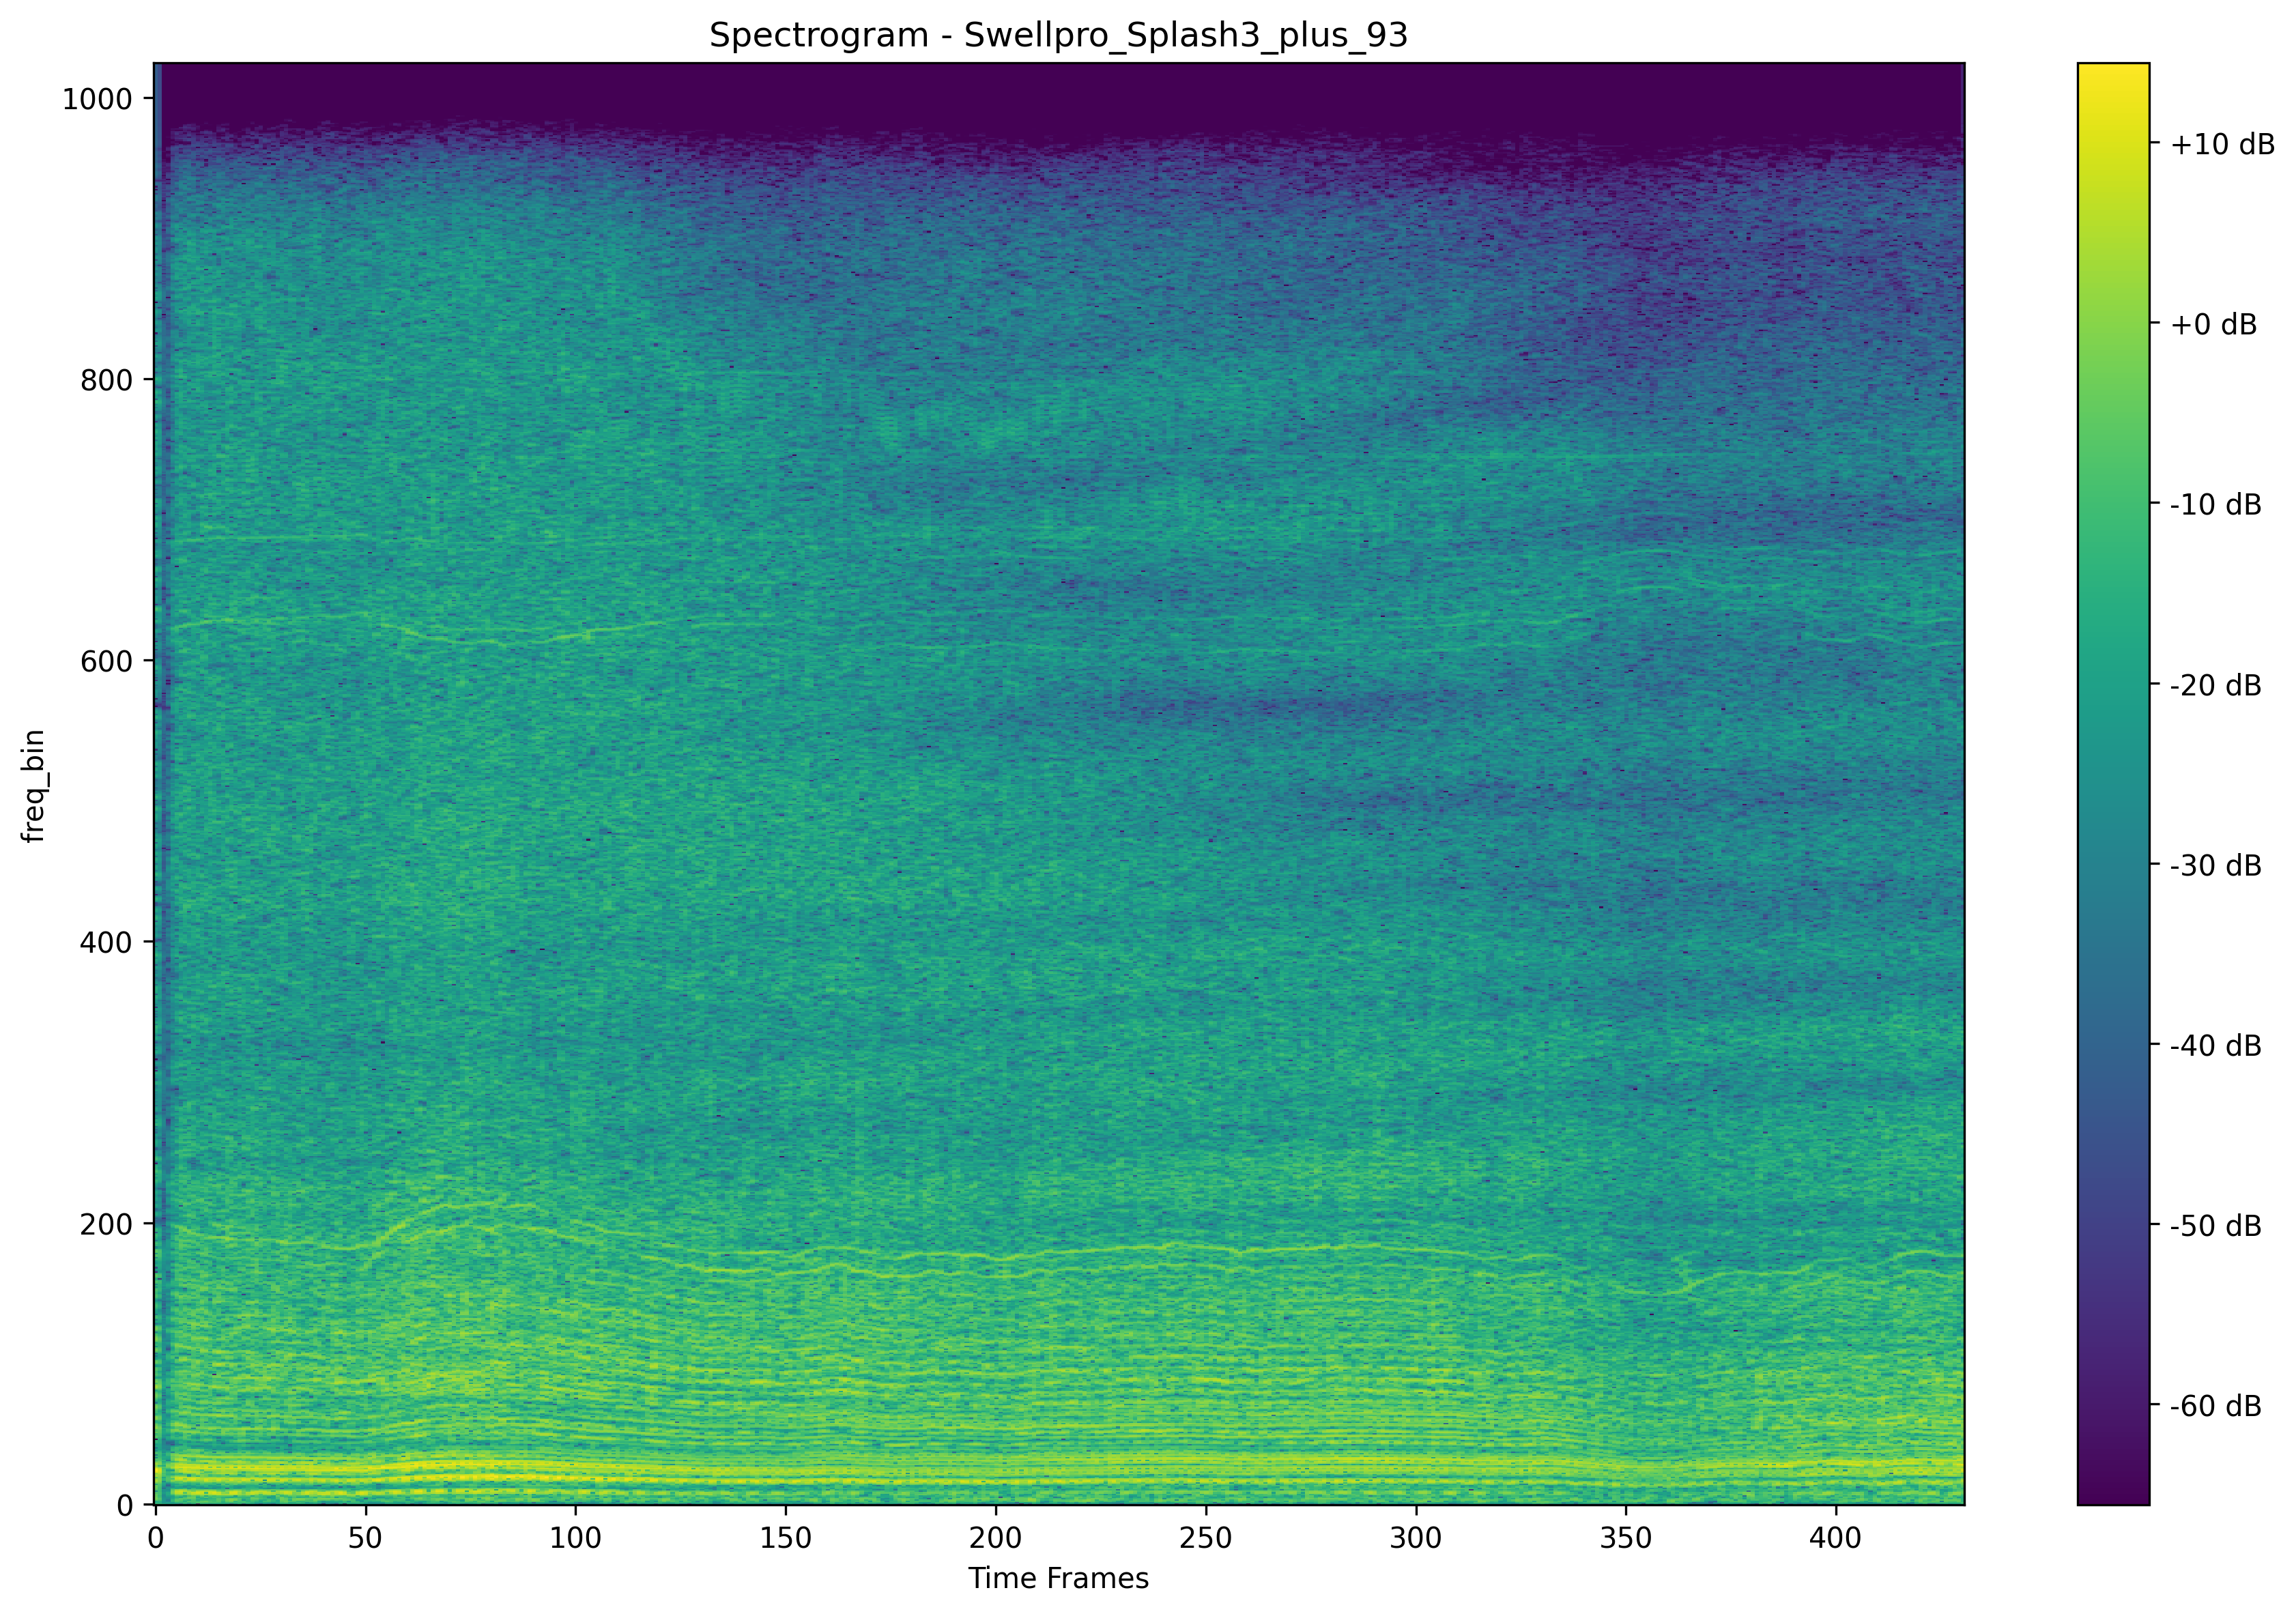 Spectrogram - Swellpro_Splash3_plus_93
1000
800
600
400
200
0
freq_bin
0 50 100 150 200 250 300 350 400
Time Frames
+10 dB
+0 dB
-10 dB
-20 dB
-30 dB
-40 dB
-50 dB
-60 dB